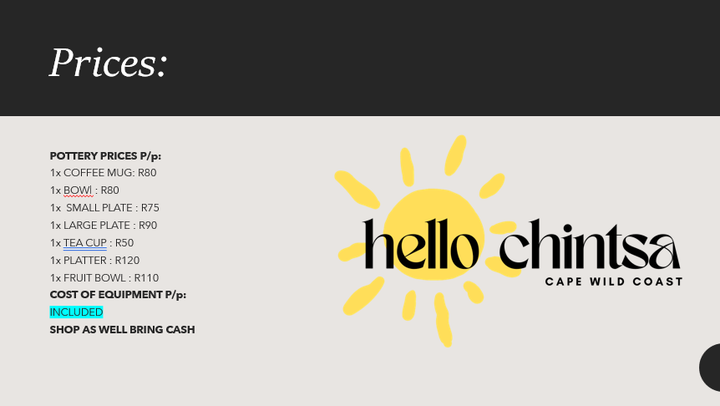 Prices:
POTTERY PRICES P/p:
1x COFFEE MUG: R80
1x BOWl : R80
1x  SMALL PLATE : R75
1x LARGE PLATE : R90
1x TEA CUP : R50
1x PLATTER : R120
1x FRUIT BOWL : R110
COST OF EQUIPMENT P/p:
INCLUDED
SHOP AS WELL BRING CASH
hello chintsa
CAPE WILD COAST